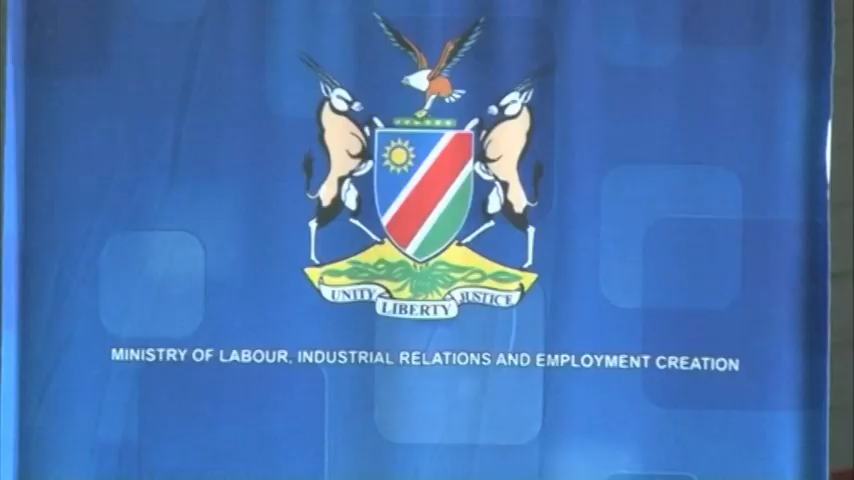 UNITY LIBERTY JUSTICE
MINISTRY OF LABOUR, INDUSTRIAL RELATIONS AND EMPLOYMENT CREATION